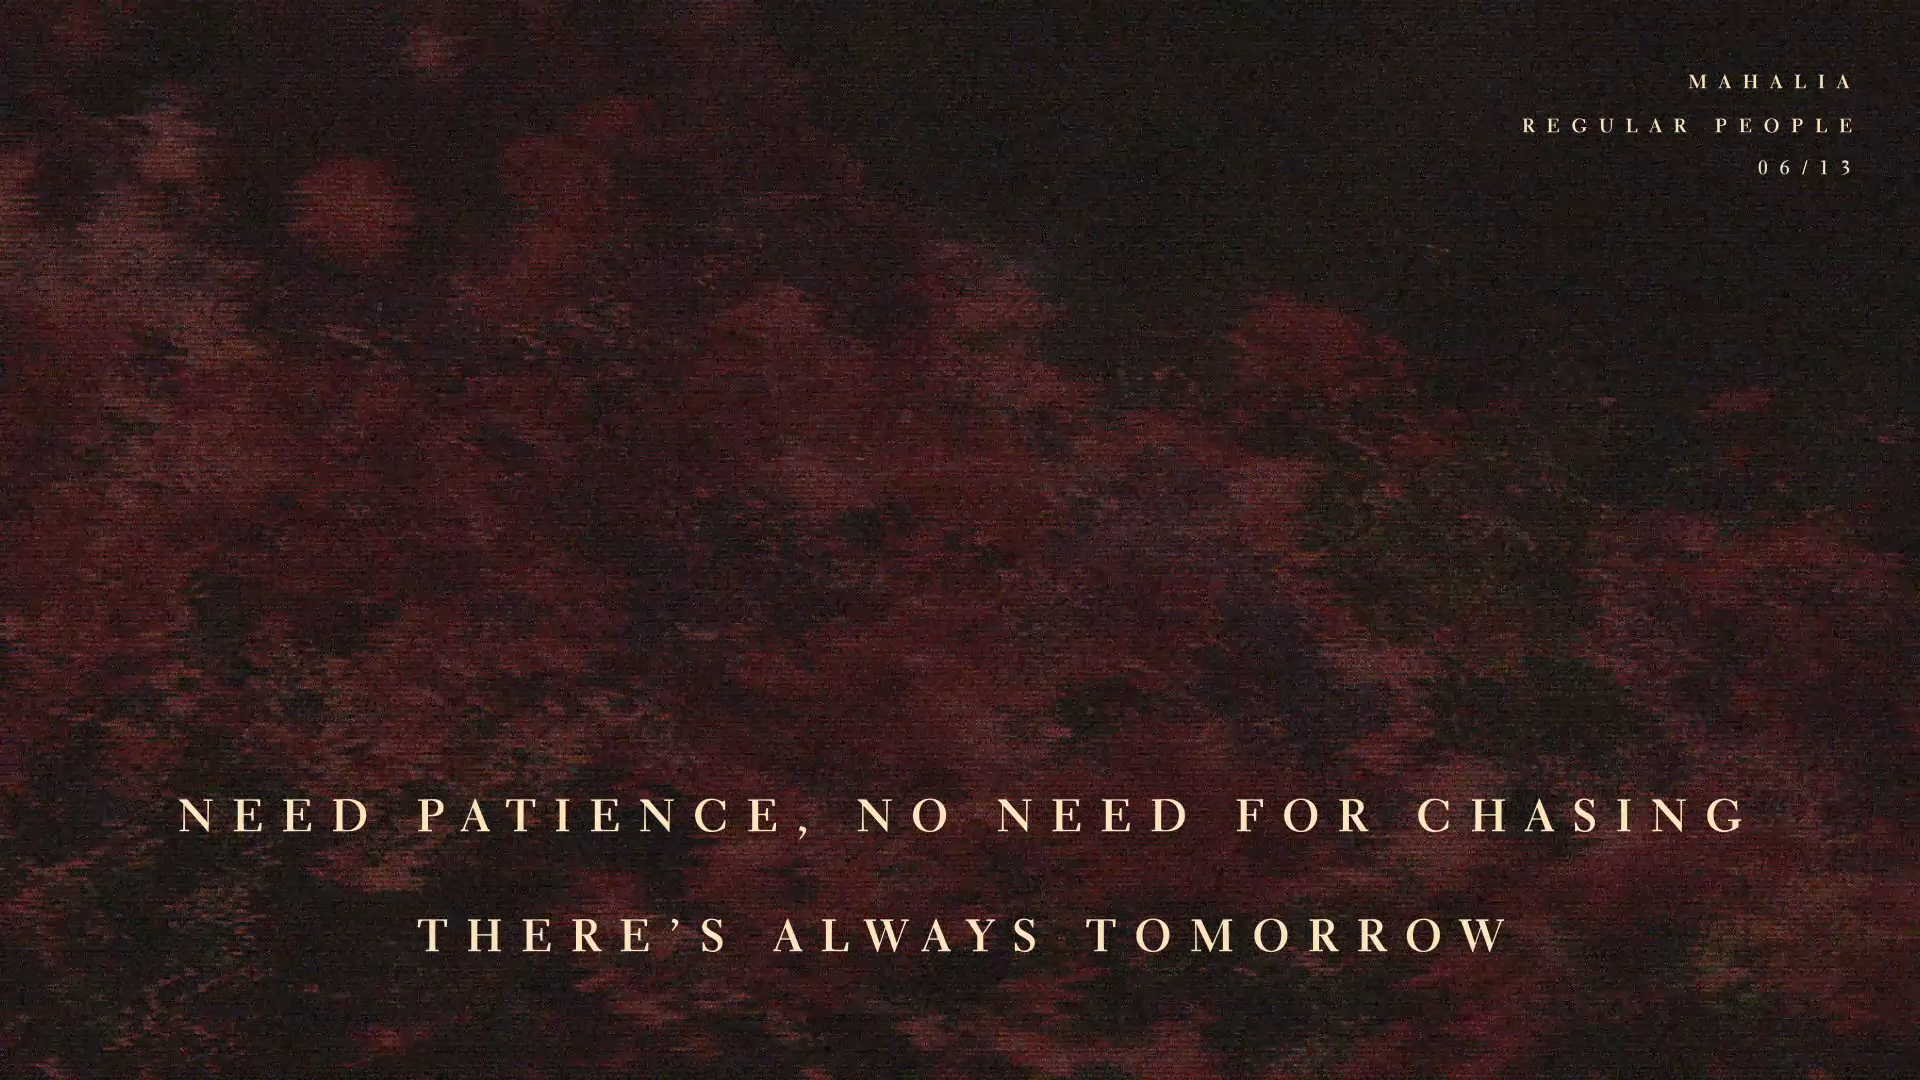 MAHALIA
REGULAR PEOPLE
06/13
NEED PATIENCE, NO NEED FOR CHASING
THERE’S ALWAYS TOMORROW